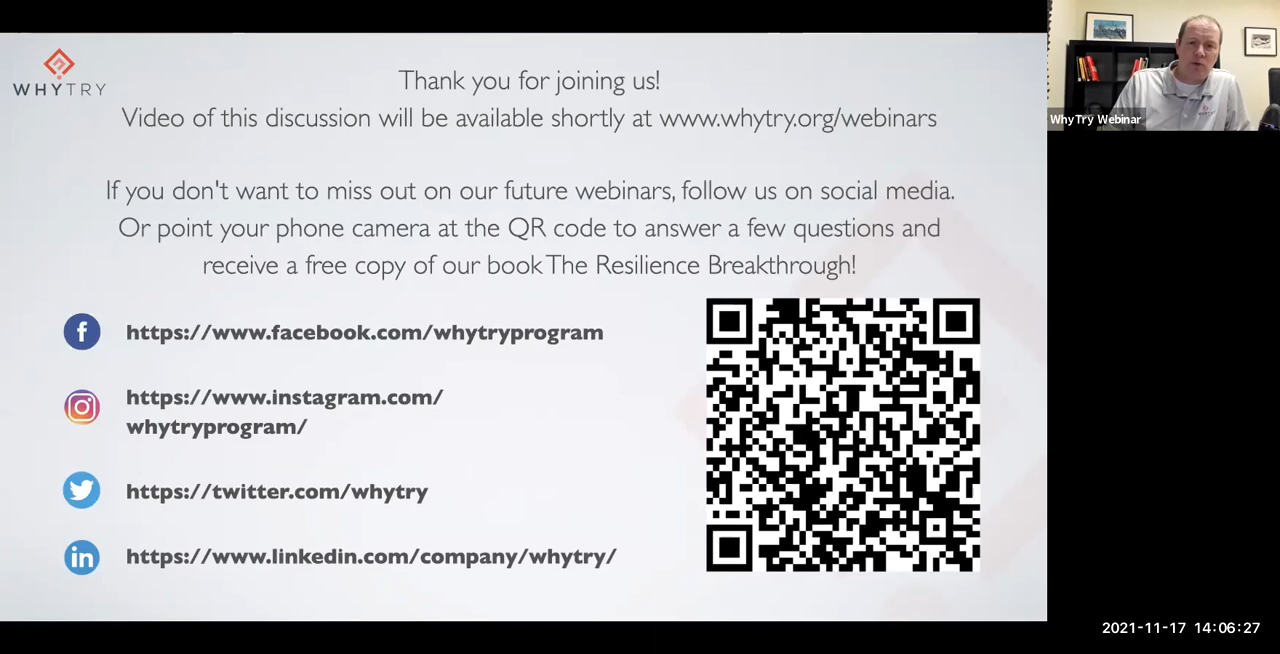 WHYTRY
Thank you for joining us!
Video of this discussion will be available shortly at www.whytry.org/webinars
If you don't want to miss out on our future webinars, follow us on social media.
Or point your phone camera at the QR code to answer a few questions and
receive a free copy of our book The Resilience Breakthrough!
https://www.facebook.com/whytryprogram
https://www.instagram.com/
whytryprogram/
https://twitter.com/whytry
https://www.linkedin.com/company/whytry/
WhyTry Webinar
2021-11-17 14:06:27